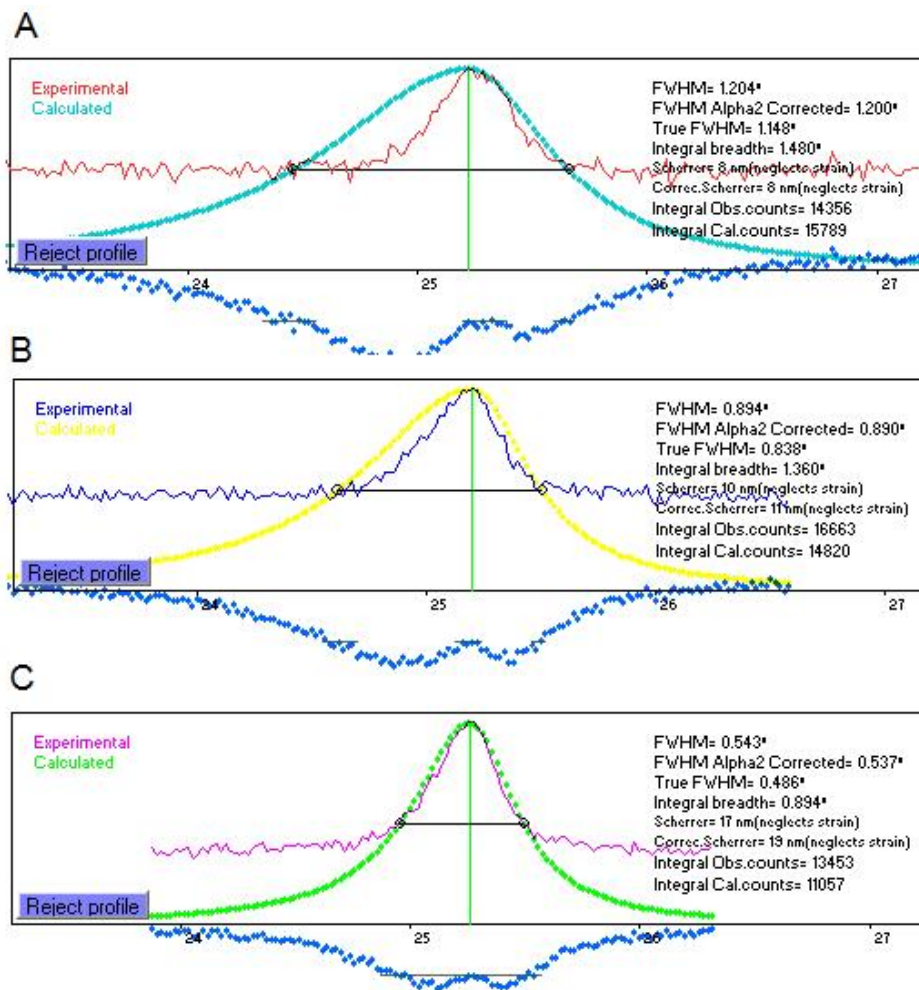 A
Experimental
Calculated
FWHM= 1.204°
FWHM Alpha2 Corrected= 1.200°
True FWHM= 1.148°
Integral breadth= 1.480°
Scherrer= 8 nm(neglects strain)
Correc.Scherrer= 8 nm(neglects strain)
Integral Obs.counts= 14356
Integral Cal.counts= 15789
Reject profile
24 25 26 27
B
Experimental
Calculated
FWHM= 0.894°
FWHM Alpha2 Corrected= 0.890°
True FWHM= 0.838°
Integral breadth= 1.360°
Scherrer= 10 nm(neglects strain)
Correc.Scherrer= 11 nm(neglects strain)
Integral Obs.counts= 16663
Integral Cal.counts= 14820
Reject profile
24 25 26 27
C
Experimental
Calculated
FWHM= 0.543°
FWHM Alpha2 Corrected= 0.537°
True FWHM= 0.486°
Integral breadth= 0.894°
Scherrer= 17 nm(neglects strain)
Correc.Scherrer= 19 nm(neglects strain)
Integral Obs.counts= 13453
Integral Cal.counts= 11057
Reject profile
24 25 26 27